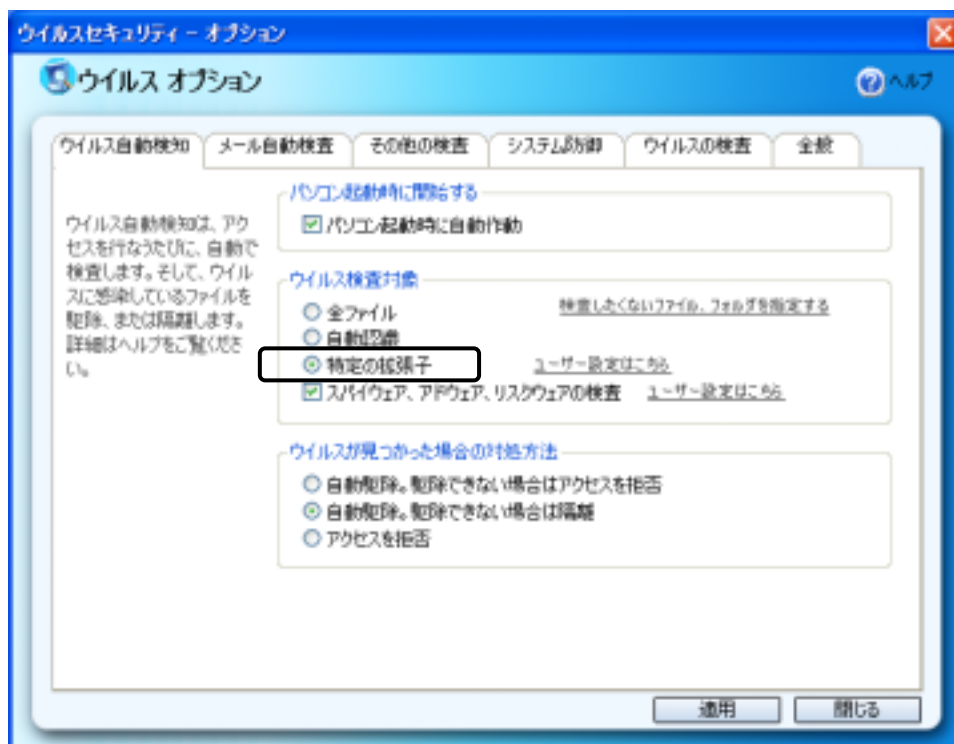 ウイルスセキュリティ - オプション
ウイルス オプション
ヘルプ
ウイルス自動検知 メール自動検査 その他の検査 システム防御 ウイルスの検査 全般
ウイルス自動検知は、アク
セスを行なうたびに、自動で
検査します。そして、ウイル
スに感染しているファイルを
駆除、または隔離します。
詳細はヘルプをご覧くださ
い。
パソコン起動時に開始する
パソコン起動時に自動作動
ウイルス検査対象
全ファイル 検査したくないファイル、フォルダを指定する
自動認識
特定の拡張子 ユーザー設定はこちら
スパイウェア、アドウェア、リスクウェアの検査 ユーザー設定はこちら
ウイルスが見つかった場合の対処方法
自動駆除。駆除できない場合はアクセスを拒否
自動駆除。駆除できない場合は隔離
アクセスを拒否
適用 閉じる